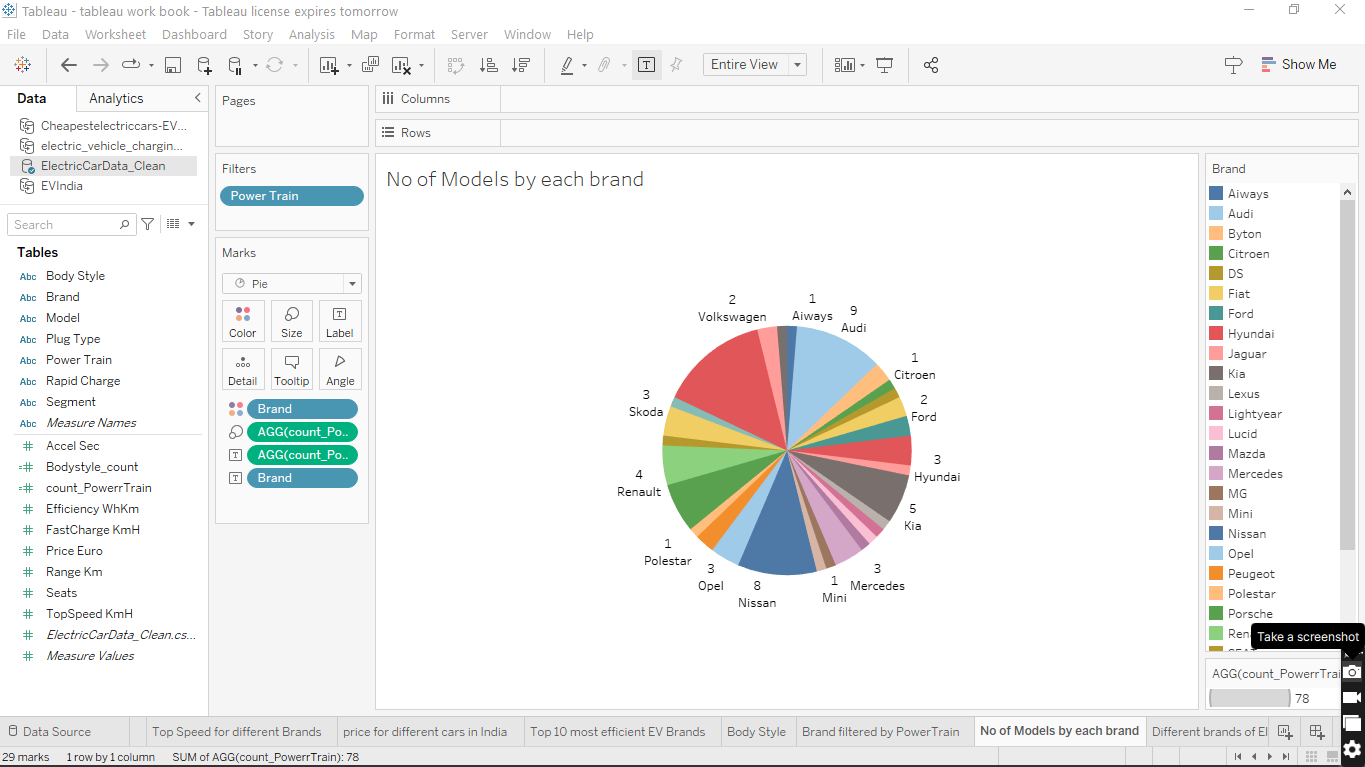 Tableau - tableau work book - Tableau license expires tomorrow
File Data Worksheet Dashboard Story Analysis Map Format Server Window Help
Entire View
Show Me
Data Analytics
Cheapestelectriccars-EV...
electric_vehicle_chargin...
ElectricCarData_Clean
EVIndia
Search
Tables
Abc Body Style
Abc Brand
Abc Model
Abc Plug Type
Abc Power Train
Abc Rapid Charge
Abc Segment
Abc Measure Names
Accel Sec
Bodystyle_count
count_PowerrTrain
Efficiency WhKm
FastCharge KmH
Price Euro
Range Km
Seats
TopSpeed KmH
ElectricCarData_Clean.cs...
Measure Values
Pages
Filters
Power Train
Marks
Pie
Color Size Label
Detail Tooltip Angle
Brand
AGG(count_Po..
AGG(count_Po..
Brand
Columns
Rows
No of Models by each brand
2
Volkswagen
1
Aiways
9
Audi
1
Citroen
2
Ford
3
Hyundai
5
Kia
3
Mercedes
1
Mini
8
Nissan
3
Opel
1
Polestar
4
Renault
3
Skoda
Brand
Aiways
Audi
Byton
Citroen
DS
Fiat
Ford
Hyundai
Jaguar
Kia
Lexus
Lightyear
Lucid
Mazda
Mercedes
MG
Mini
Nissan
Opel
Peugeot
Polestar
Porsche
Take a screenshot
AGG(count_PowerrTrai
78
Data Source Top Speed for different Brands price for different cars in India Top 10 most efficient EV Brands Body Style Brand filtered by PowerTrain No of Models by each brand Different brands of El
29 marks 1 row by 1 column SUM of AGG(count_PowerrTrain): 78